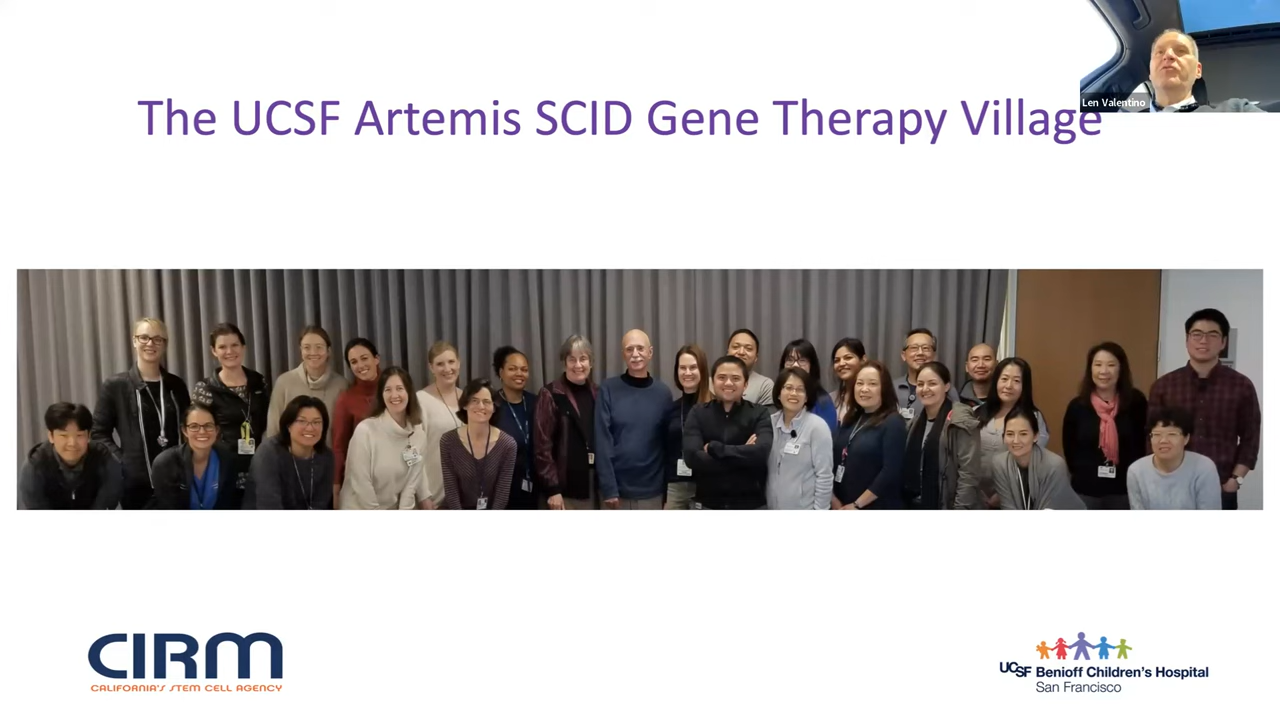 The UCSF Artemis SCID Gene Therapy Village
Len Valentino
CIRM
CALIFORNIA'S STEM CELL AGENCY
UCSF Benioff Children's Hospital
San Francisco